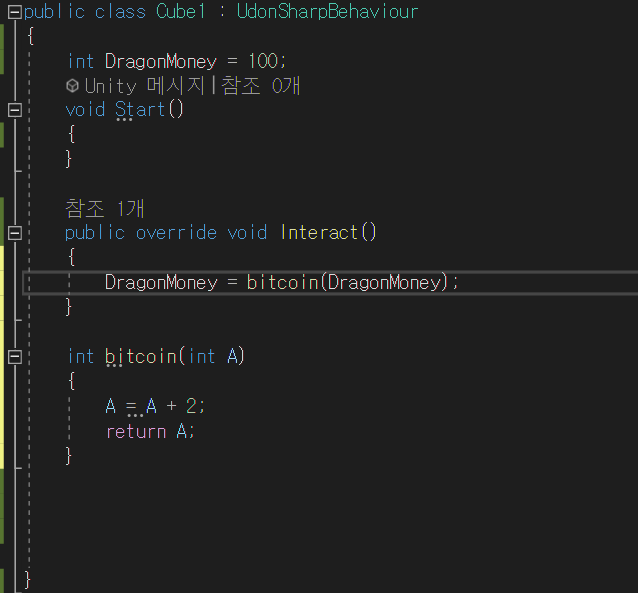 public class Cube1 : UdonSharpBehaviour
{
int DragonMoney = 100;
Unity 메시지|참조 0개
void Start()
{
}
참조 1개
public override void Interact()
{
DragonMoney = bitcoin(DragonMoney);
}
int bitcoin(int A)
{
A = A + 2;
return A;
}
}